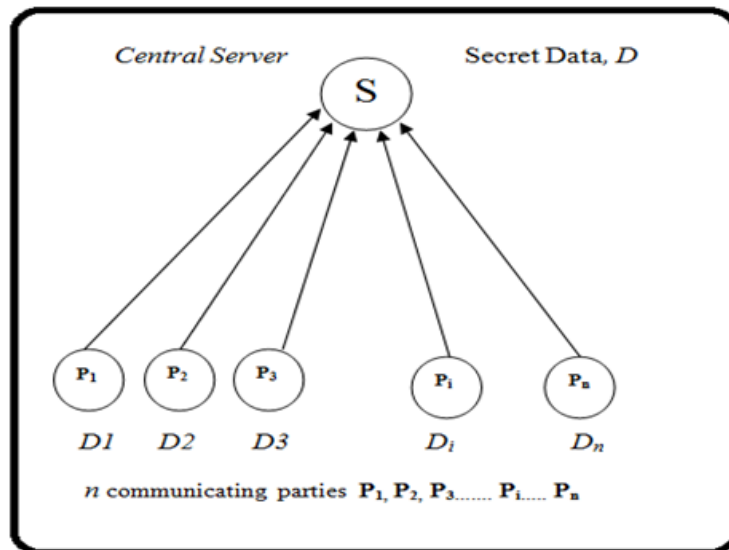 Central Server Secret Data, D
S
P1 P2 P3 Pi Pn
D1 D2 D3 Di Dn
n communicating parties P1, P2, P3....... Pi..... Pn